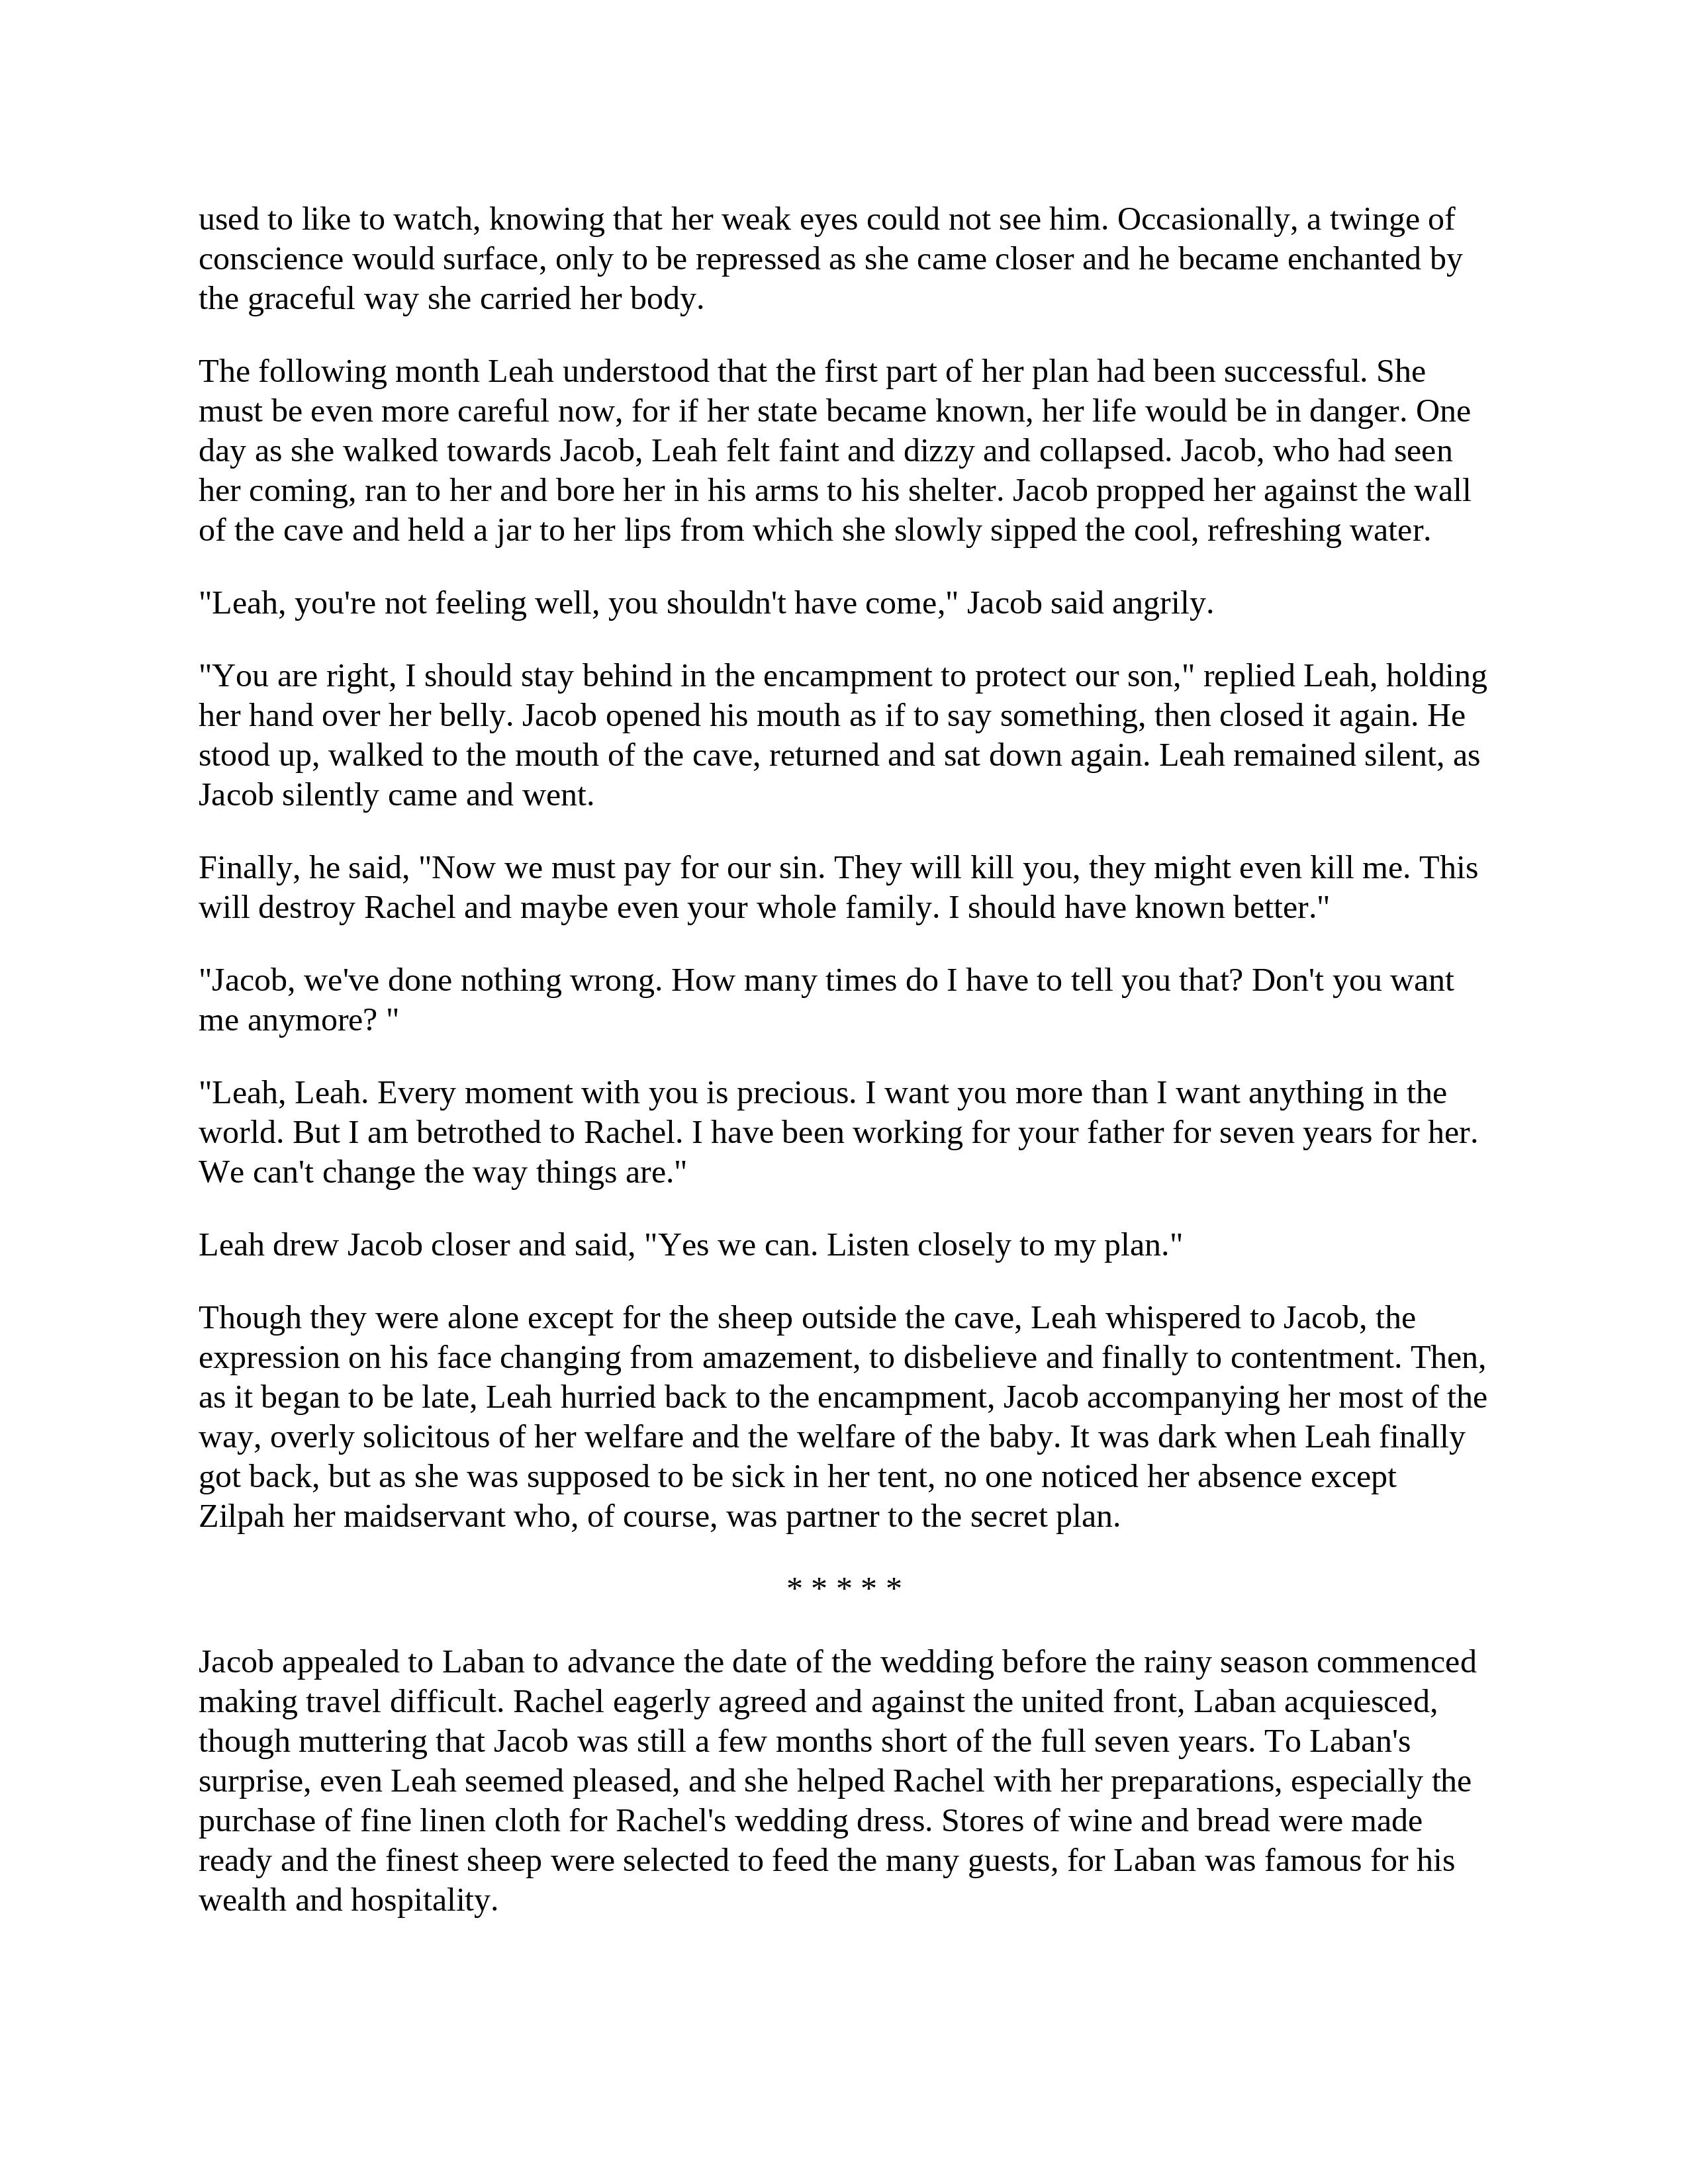 used to like to watch, knowing that her weak eyes could not see him. Occasionally, a twinge of
conscience would surface, only to be repressed as she came closer and he became enchanted by
the graceful way she carried her body.
The following month Leah understood that the first part of her plan had been successful. She
must be even more careful now, for if her state became known, her life would be in danger. One
day as she walked towards Jacob, Leah felt faint and dizzy and collapsed. Jacob, who had seen
her coming, ran to her and bore her in his arms to his shelter. Jacob propped her against the wall
of the cave and held a jar to her lips from which she slowly sipped the cool, refreshing water.
"Leah, you're not feeling well, you shouldn't have come," Jacob said angrily.
"You are right, I should stay behind in the encampment to protect our son," replied Leah, holding
her hand over her belly. Jacob opened his mouth as if to say something, then closed it again. He
stood up, walked to the mouth of the cave, returned and sat down again. Leah remained silent, as
Jacob silently came and went.
Finally, he said, "Now we must pay for our sin. They will kill you, they might even kill me. This
will destroy Rachel and maybe even your whole family. I should have known better."
"Jacob, we've done nothing wrong. How many times do I have to tell you that? Don't you want
me anymore? "
"Leah, Leah. Every moment with you is precious. I want you more than I want anything in the
world. But I am betrothed to Rachel. I have been working for your father for seven years for her.
We can't change the way things are."
Leah drew Jacob closer and said, "Yes we can. Listen closely to my plan."
Though they were alone except for the sheep outside the cave, Leah whispered to Jacob, the
expression on his face changing from amazement, to disbelieve and finally to contentment. Then,
as it began to be late, Leah hurried back to the encampment, Jacob accompanying her most of the
way, overly solicitous of her welfare and the welfare of the baby. It was dark when Leah finally
got back, but as she was supposed to be sick in her tent, no one noticed her absence except
Zilpah her maidservant who, of course, was partner to the secret plan.
* * * * *
Jacob appealed to Laban to advance the date of the wedding before the rainy season commenced
making travel difficult. Rachel eagerly agreed and against the united front, Laban acquiesced,
though muttering that Jacob was still a few months short of the full seven years. To Laban's
surprise, even Leah seemed pleased, and she helped Rachel with her preparations, especially the
purchase of fine linen cloth for Rachel's wedding dress. Stores of wine and bread were made
ready and the finest sheep were selected to feed the many guests, for Laban was famous for his
wealth and hospitality.